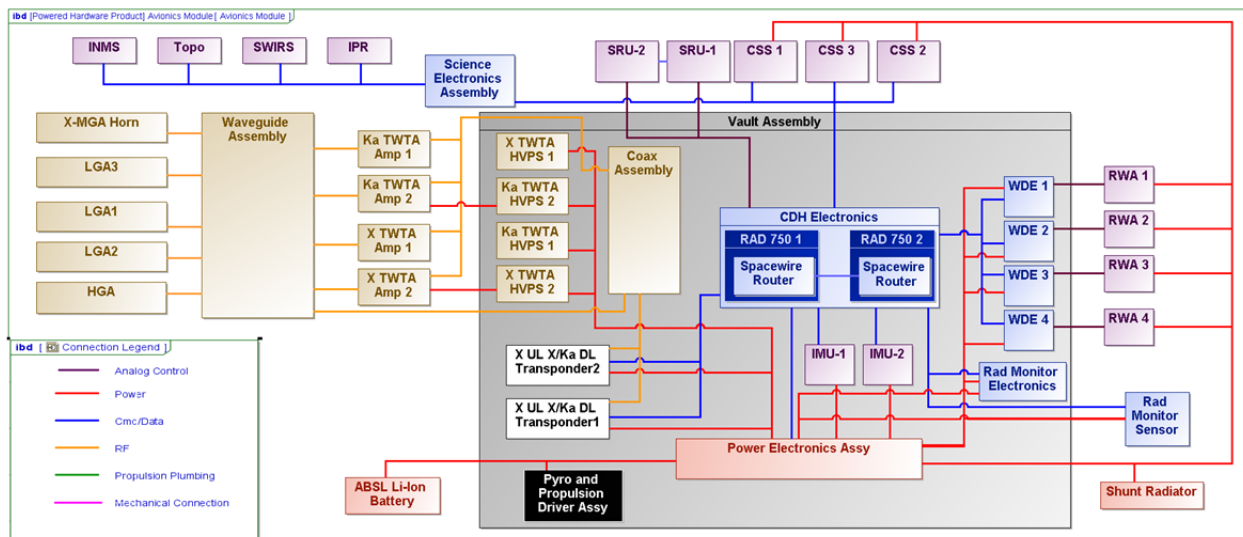 ibd [Powered Hardware Product] Avionics Module[ Avionics Module]
INMS
Topo
SWIRS
IPR
Science
Electronics
Assembly
SRU-2
SRU-1
CSS 1
CSS 3
CSS 2
X-MGA Horn
LGA3
LGA1
LGA2
HGA
Waveguide
Assembly
Ka TWTA
Amp 1
Ka TWTA
Amp 2
X TWTA
Amp 1
X TWTA
Amp 2
Vault Assembly
X TWTA
HVPS 1
Ka TWTA
HVPS 2
Ka TWTA
HVPS 1
X TWTA
HVPS 2
Coax
Assembly
CDH Electronics
RAD 750 1
RAD 750 2
Spacewire
Router
Spacewire
Router
WDE 1
WDE 2
WDE 3
WDE 4
RWA 1
RWA 2
RWA 3
RWA 4
X UL X/Ka DL
Transponder2
X UL X/Ka DL
Transponder1
IMU-1
IMU-2
Rad Monitor
Electronics
Rad
Monitor
Sensor
Power Electronics Assy
ABSL Li-Ion
Battery
Pyro and
Propulsion
Driver Assy
Shunt Radiator
ibd [ Connection Legend ]
Analog Control
Power
Cmc/Data
RF
Propulsion Plumbing
Mechanical Connection